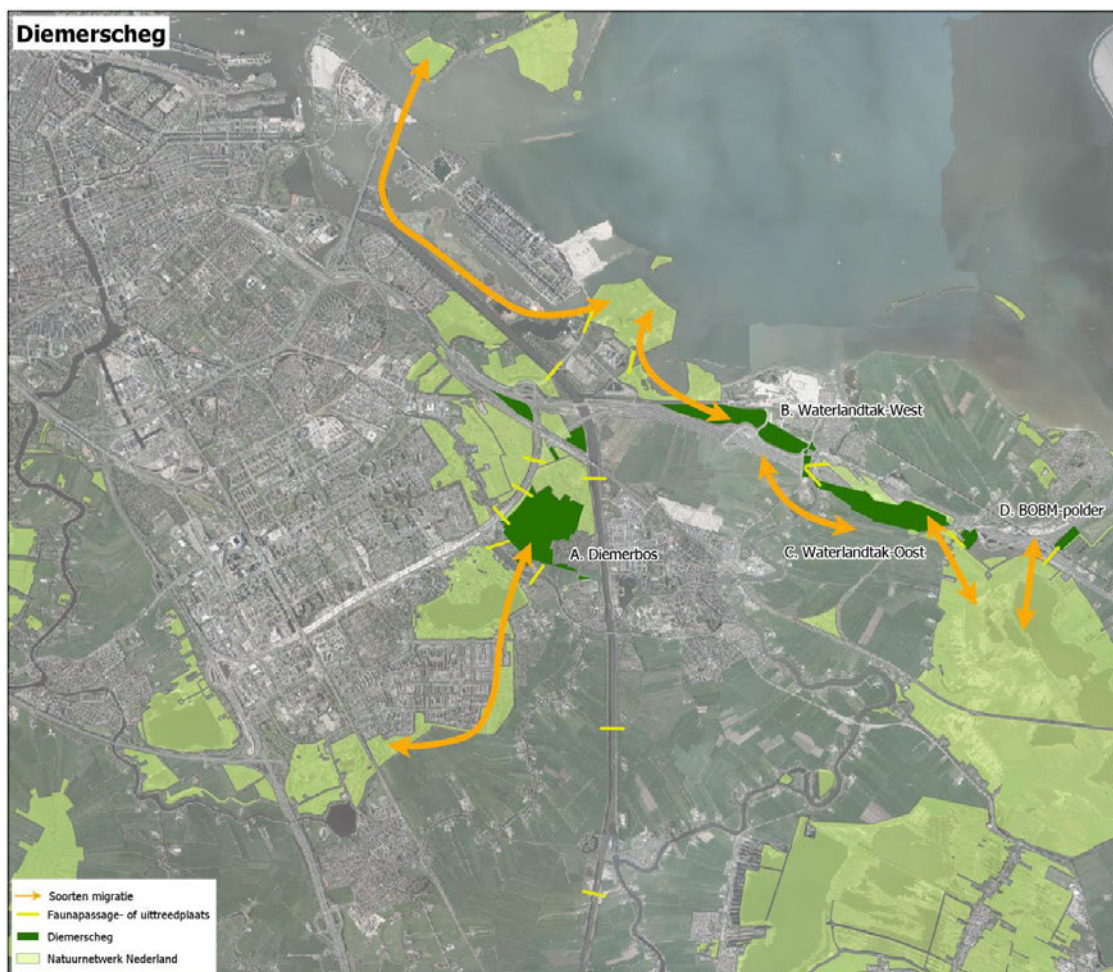 Diemerscheg
B. Waterlandtak-West
D. BOBM-polder
A. Diemerbos
C. Waterlandtak-Oost
Soorten migratie
Faunapassage- of uittreedplaats
Diemerscheg
Natuurnetwerk Nederland